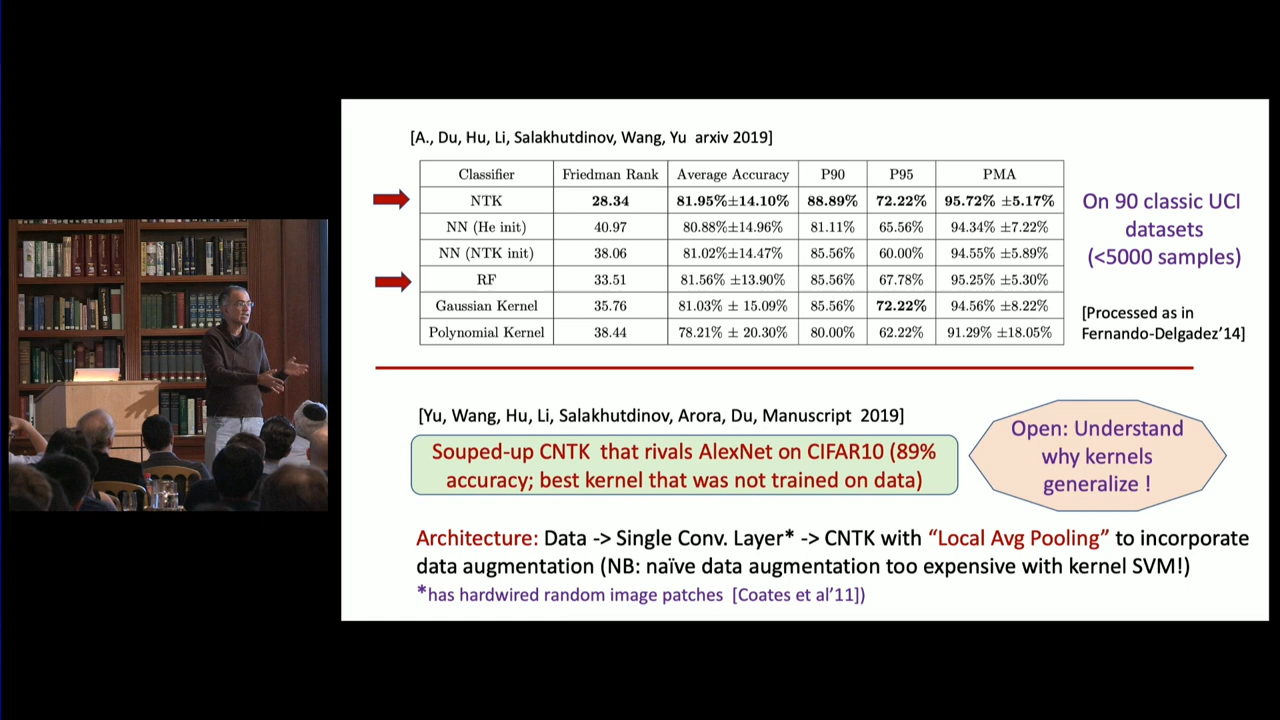 [A., Du, Hu, Li, Salakhutdinov, Wang, Yu arxiv 2019]
Classifier Friedman Rank Average Accuracy P90 P95 PMA
NTK 28.34 81.95%±14.10% 88.89% 72.22% 95.72% ±5.17%
NN (He init) 40.97 80.88%±14.96% 81.11% 65.56% 94.34% ±7.22%
NN (NTK init) 38.06 81.02%±14.47% 85.56% 60.00% 94.55% ±5.89%
RF 33.51 81.56% ±13.90% 85.56% 67.78% 95.25% ±5.30%
Gaussian Kernel 35.76 81.03% ± 15.09% 85.56% 72.22% 94.56% ±8.22%
Polynomial Kernel 38.44 78.21% ± 20.30% 80.00% 62.22% 91.29% ±18.05%
On 90 classic UCI
datasets
(<5000 samples)
[Processed as in
Fernando-Delgadez’14]
[Yu, Wang, Hu, Li, Salakhutdinov, Arora, Du, Manuscript 2019]
Souped-up CNTK that rivals AlexNet on CIFAR10 (89%
accuracy; best kernel that was not trained on data)
Open: Understand
why kernels
generalize !
Architecture: Data -> Single Conv. Layer* -> CNTK with “Local Avg Pooling” to incorporate
data augmentation (NB: naïve data augmentation too expensive with kernel SVM!)
*has hardwired random image patches [Coates et al’11])